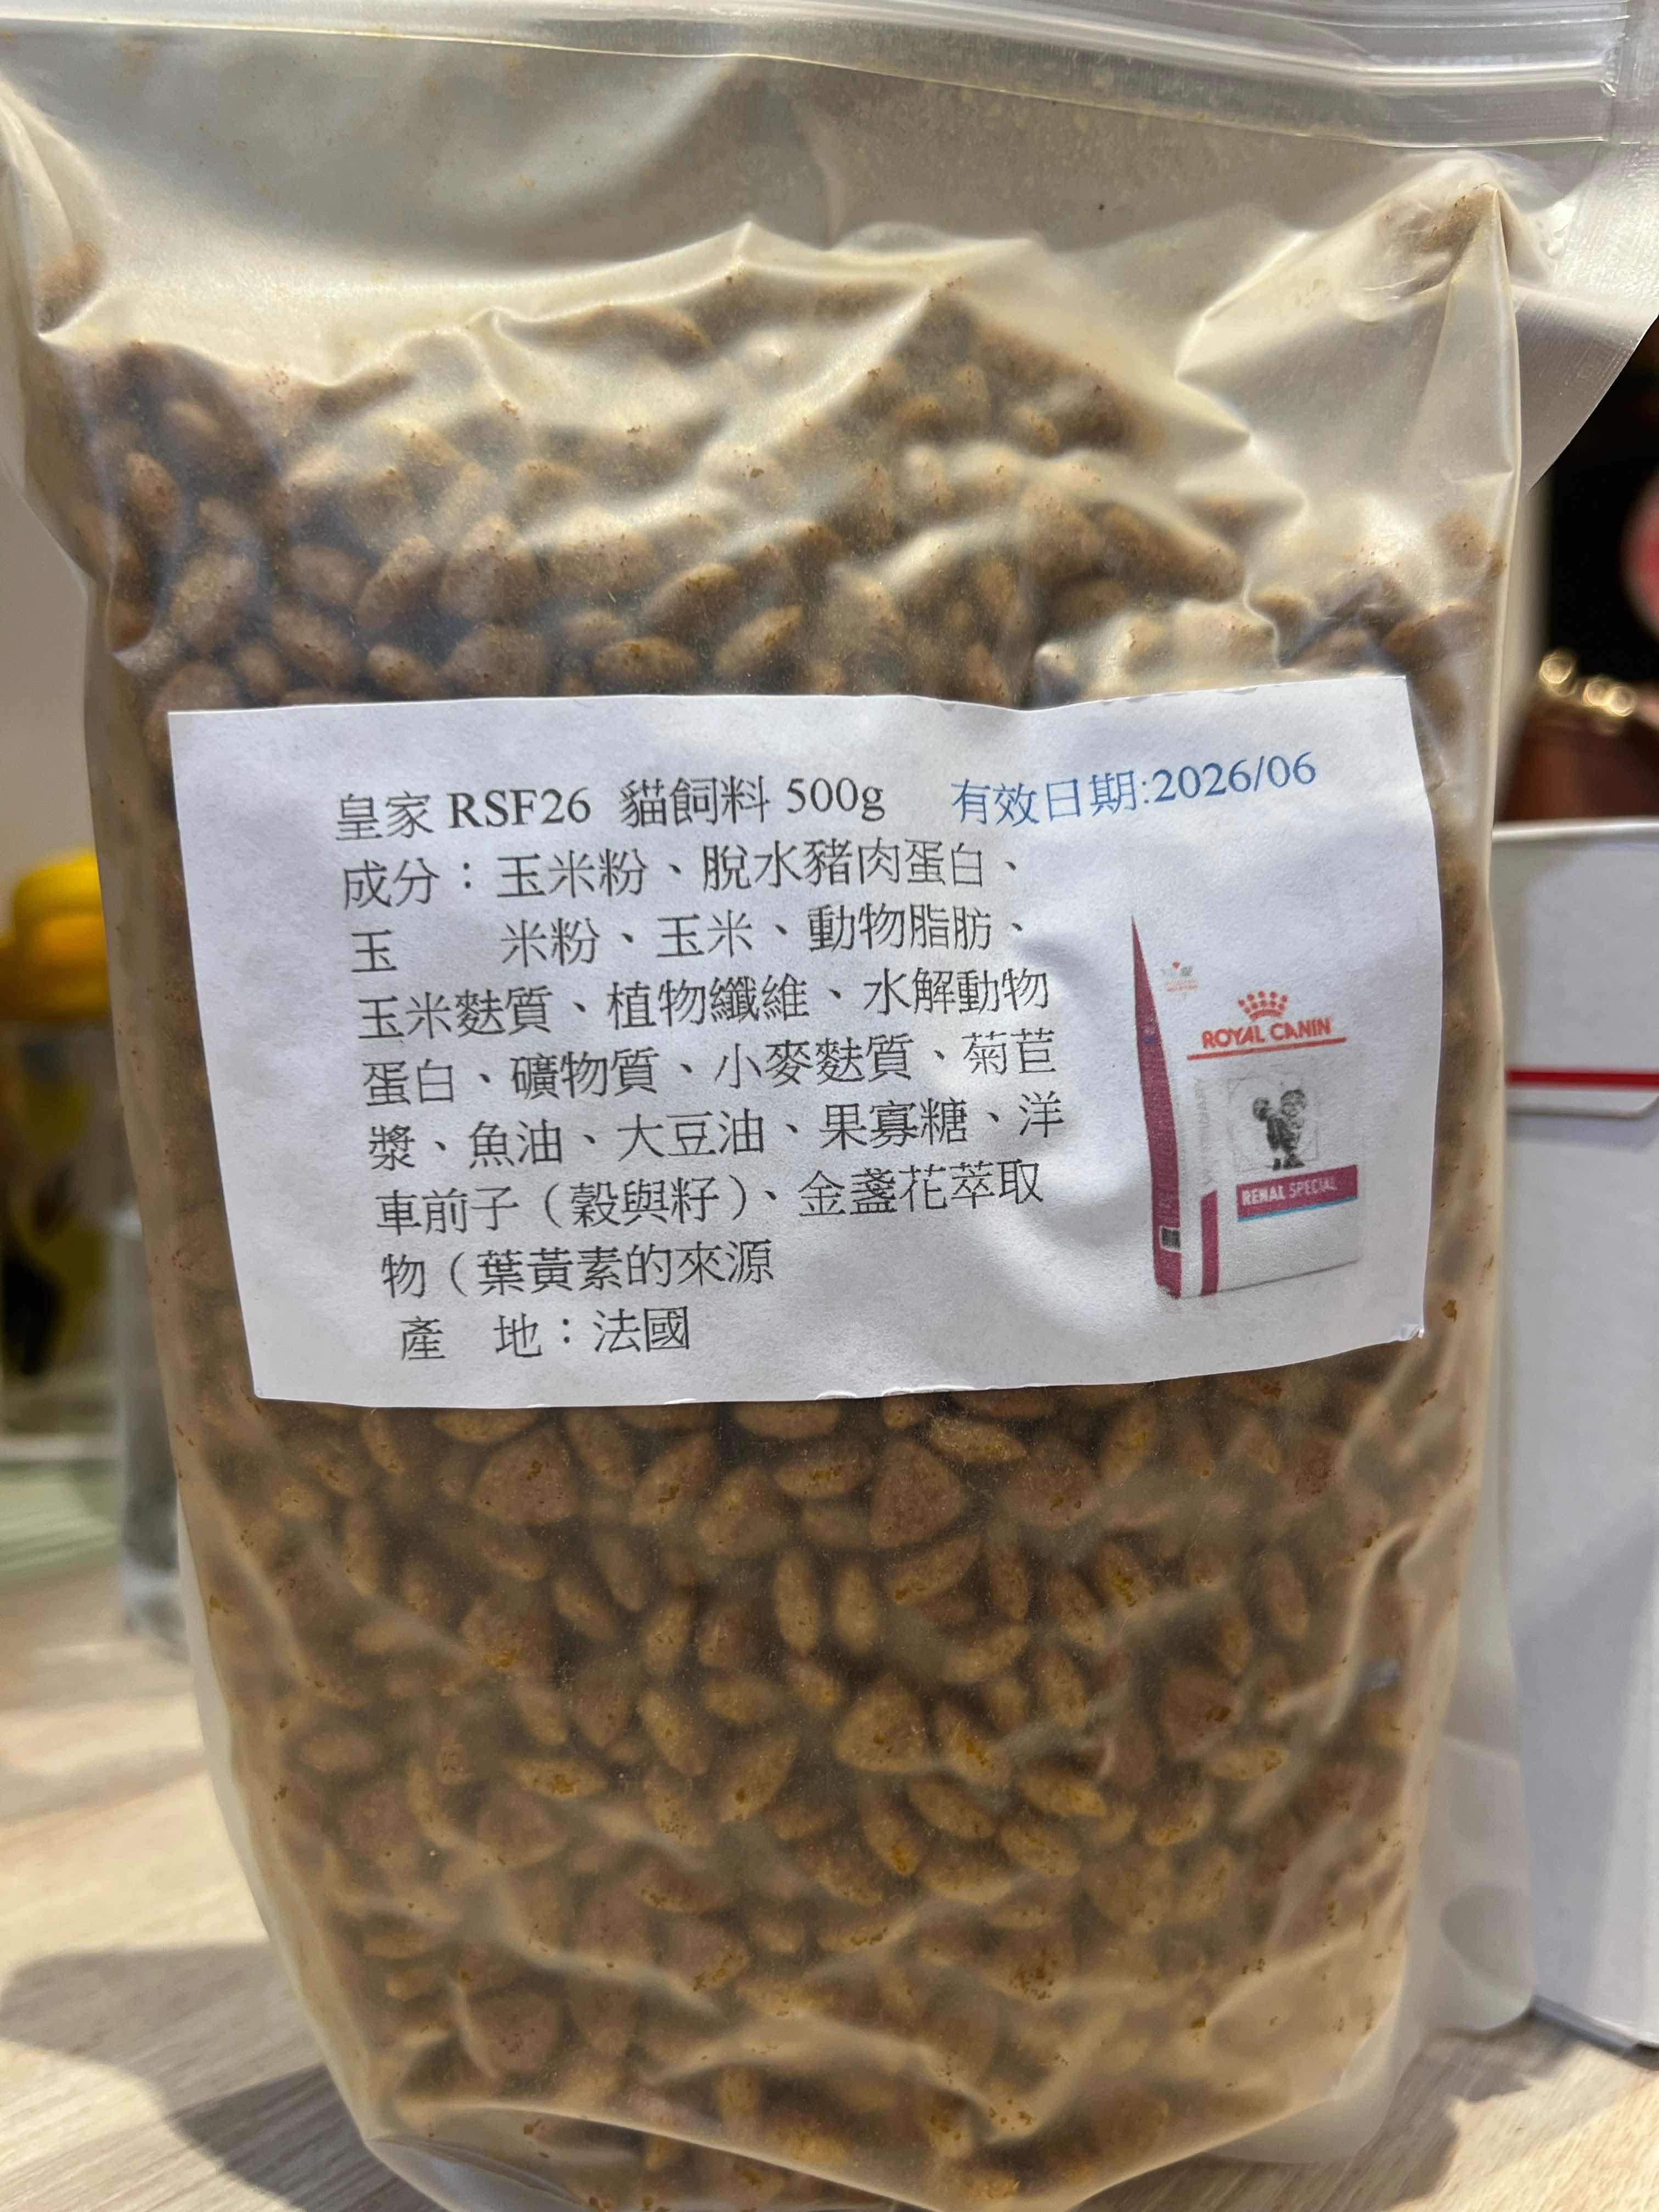 皇家 RSF26 貓飼料 500g 有效日期:2026/06
成分：玉米粉、脫水豬肉蛋白、
玉 米粉、玉米、動物脂肪、
玉米麩質、植物纖維、水解動物
蛋白、礦物質、小麥麩質、菊苣
漿、魚油、大豆油、果寡糖、洋
車前子（穀與籽）、金盞花萃取
物（葉黃素的來源
產 地：法國
ROYAL CANIN
RENAL SPECIAL